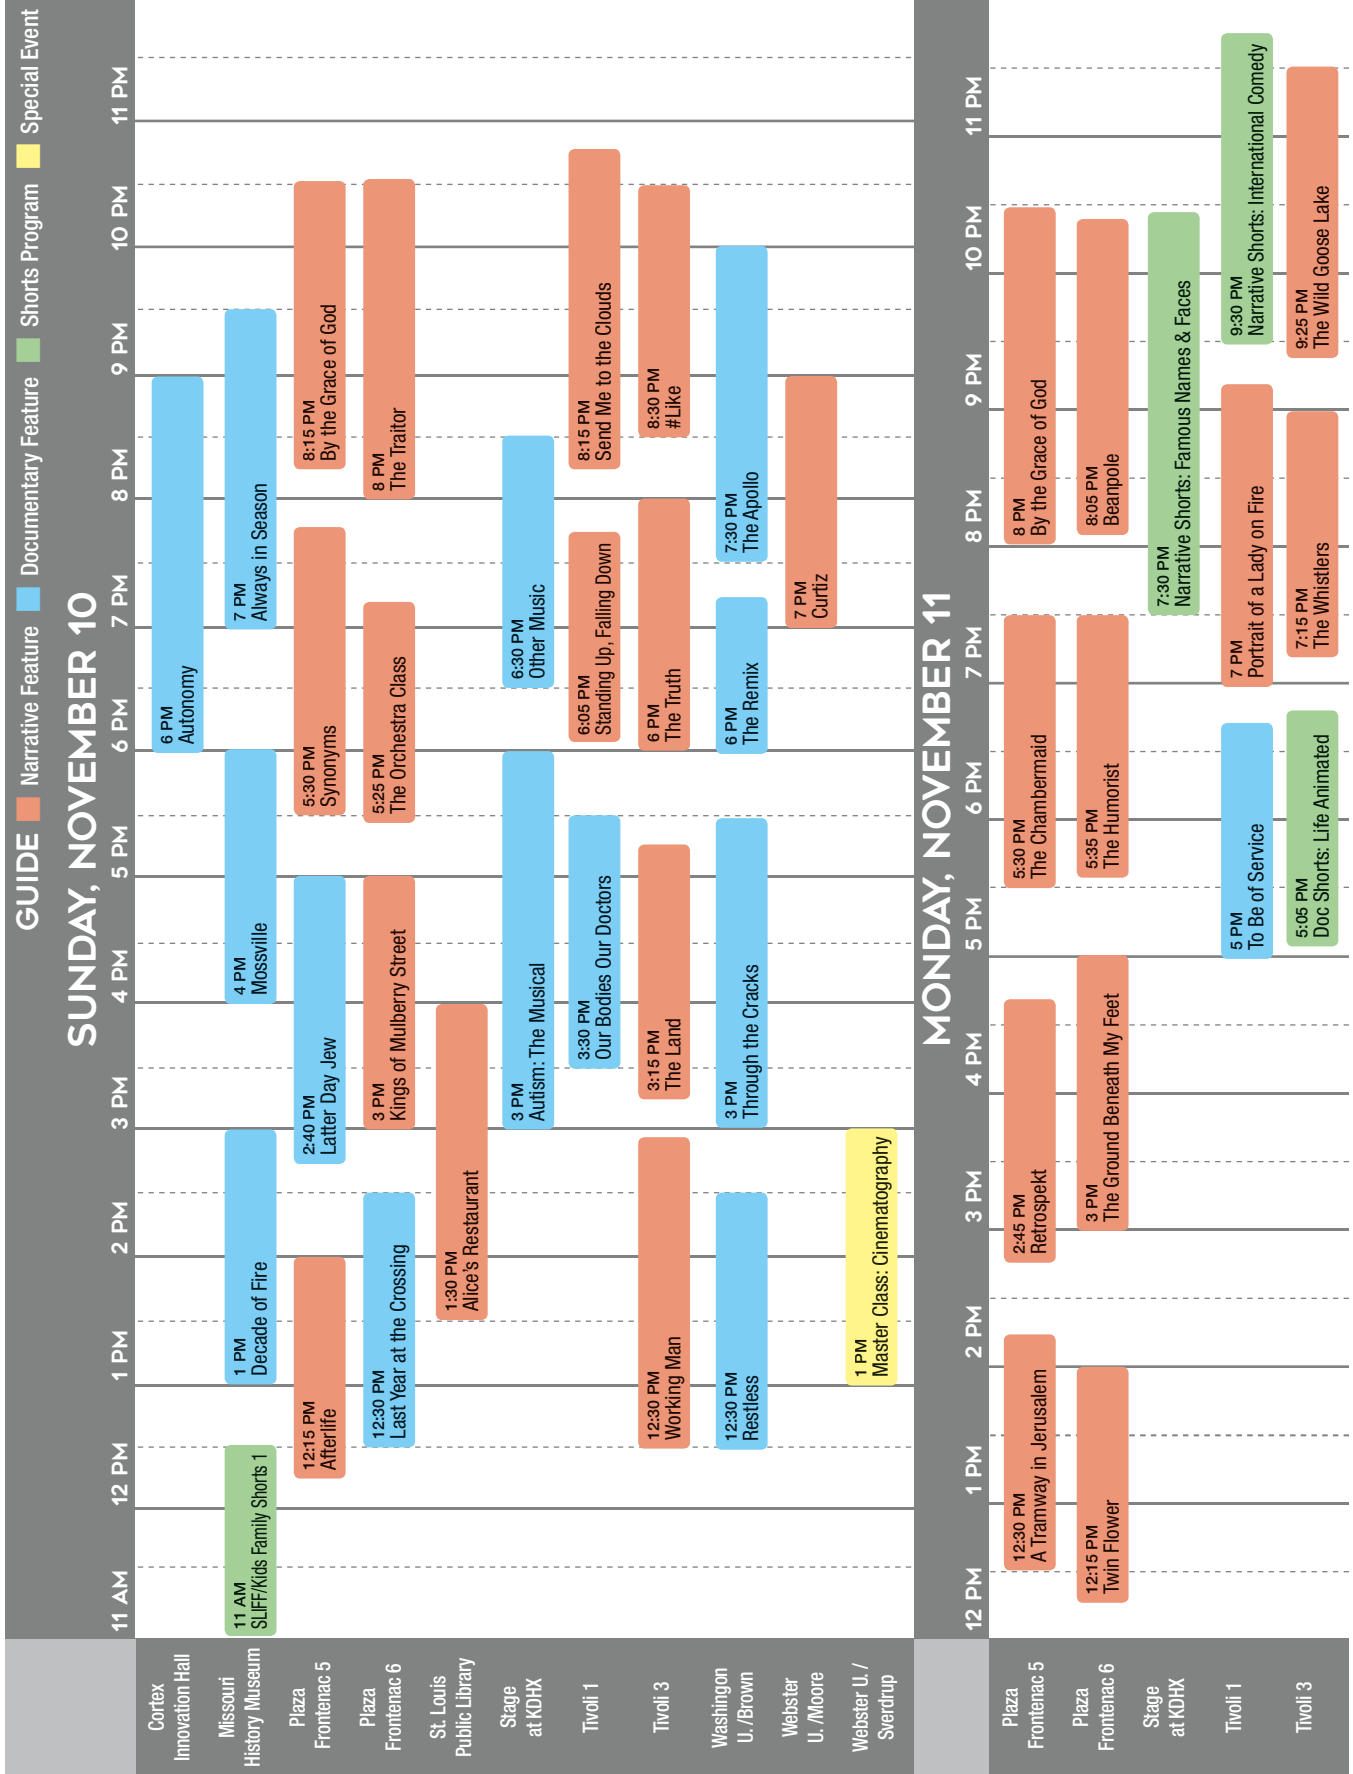 GUIDE Narrative Feature Documentary Feature Shorts Program Special Event
SUNDAY, NOVEMBER 10
11 AM 12 PM 1 PM 2 PM 3 PM 4 PM 5 PM 6 PM 7 PM 8 PM 9 PM 10 PM 11 PM
Cortex
Innovation Hall
6 PM
Autonomy
Missouri
History Museum
11 AM
SLIFF/Kids Family Shorts 1
1 PM
Decade of Fire
4 PM
Mossville
7 PM
Always in Season
Plaza
Frontenac 5
12:15 PM
Afterlife
2:40 PM
Latter Day Jew
5:30 PM
Synonyms
8:15 PM
By the Grace of God
Plaza
Frontenac 6
12:30 PM
Last Year at the Crossing
3 PM
Kings of Mulberry Street
5:25 PM
The Orchestra Class
8 PM
The Traitor
St. Louis
Public Library
1:30 PM
Alice's Restaurant
Stage
at KDHX
3 PM
Autism: The Musical
6:30 PM
Other Music
Tivoli 1
3:30 PM
Our Bodies Our Doctors
6:05 PM
Standing Up, Falling Down
8:15 PM
Send Me to the Clouds
Tivoli 3
12:30 PM
Working Man
3:15 PM
The Land
6 PM
The Truth
8:30 PM
#Like
Washingon
U. /Brown
12:30 PM
Restless
3 PM
Through the Cracks
6 PM
The Remix
7:30 PM
The Apollo
Webster
U. /Moore
7 PM
Curtiz
Webster U. /
Sverdrup
1 PM
Master Class: Cinematography
MONDAY, NOVEMBER 11
12 PM 1 PM 2 PM 3 PM 4 PM 5 PM 6 PM 7 PM 8 PM 9 PM 10 PM 11 PM
Plaza
Frontenac 5
12:30 PM
A Tramway in Jerusalem
2:45 PM
Retrospekt
5:30 PM
The Chambermaid
8 PM
By the Grace of God
Plaza
Frontenac 6
12:15 PM
Twin Flower
3 PM
The Ground Beneath My Feet
5:35 PM
The Humorist
8:05 PM
Beanpole
Stage
at KDHX
7:30 PM
Narrative Shorts: Famous Names & Faces
Tivoli 1
5 PM
To Be of Service
7 PM
Portrait of a Lady on Fire
9:30 PM
Narrative Shorts: International Comedy
Tivoli 3
5:05 PM
Doc Shorts: Life Animated
7:15 PM
The Whistlers
9:25 PM
The Wild Goose Lake